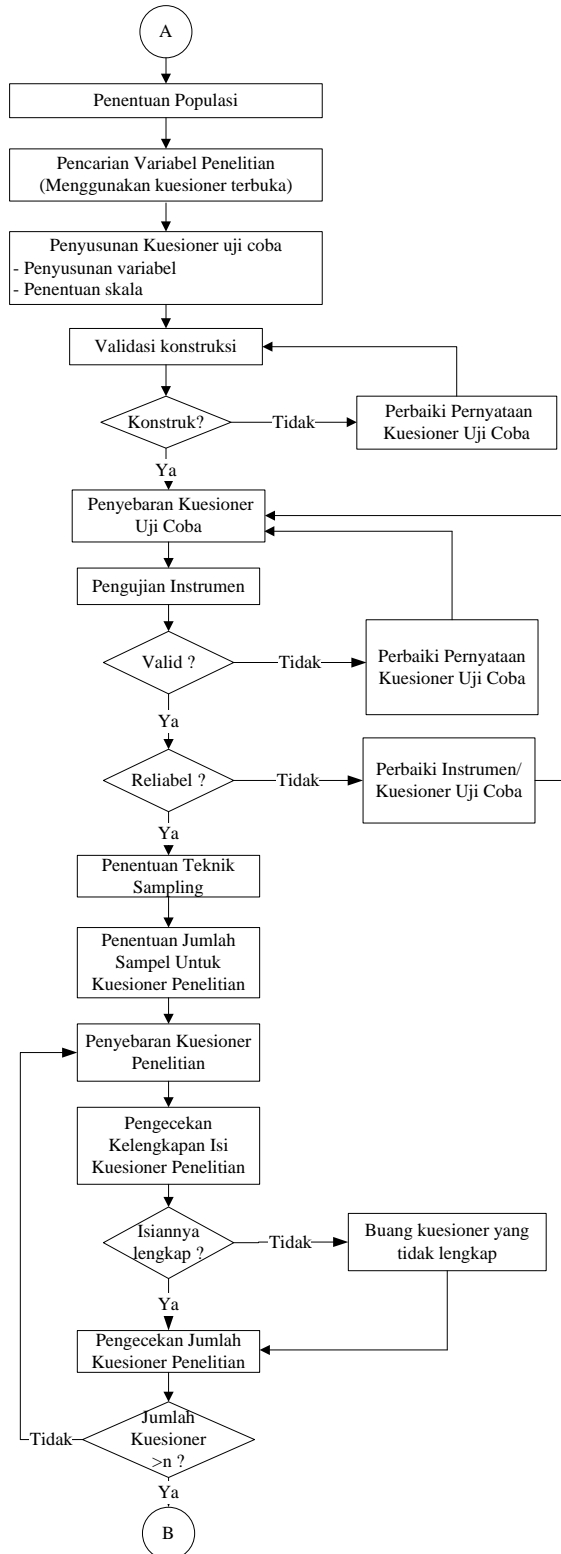 A
Penentuan Populasi
Pencarian Variabel Penelitian
(Menggunakan kuesioner terbuka)
Penyusunan Kuesioner uji coba
- Penyusunan variabel
- Penentuan skala
Validasi konstruksi
Konstruk?
Tidak
Perbaiki Pernyataan
Kuesioner Uji Coba
Ya
Penyebaran Kuesioner
Uji Coba
Pengujian Instrumen
Valid ?
Tidak
Perbaiki Pernyataan
Kuesioner Uji Coba
Ya
Reliabel ?
Tidak
Perbaiki Instrumen/
Kuesioner Uji Coba
Ya
Penentuan Teknik
Sampling
Penentuan Jumlah
Sampel Untuk
Kuesioner Penelitian
Penyebaran Kuesioner
Penelitian
Pengecekan
Kelengkapan Isi
Kuesioner Penelitian
Isiannya
lengkap ?
Tidak
Buang kuesioner yang
tidak lengkap
Ya
Pengecekan Jumlah
Kuesioner Penelitian
Jumlah
Kuesioner
>n ?
Tidak
Ya
B